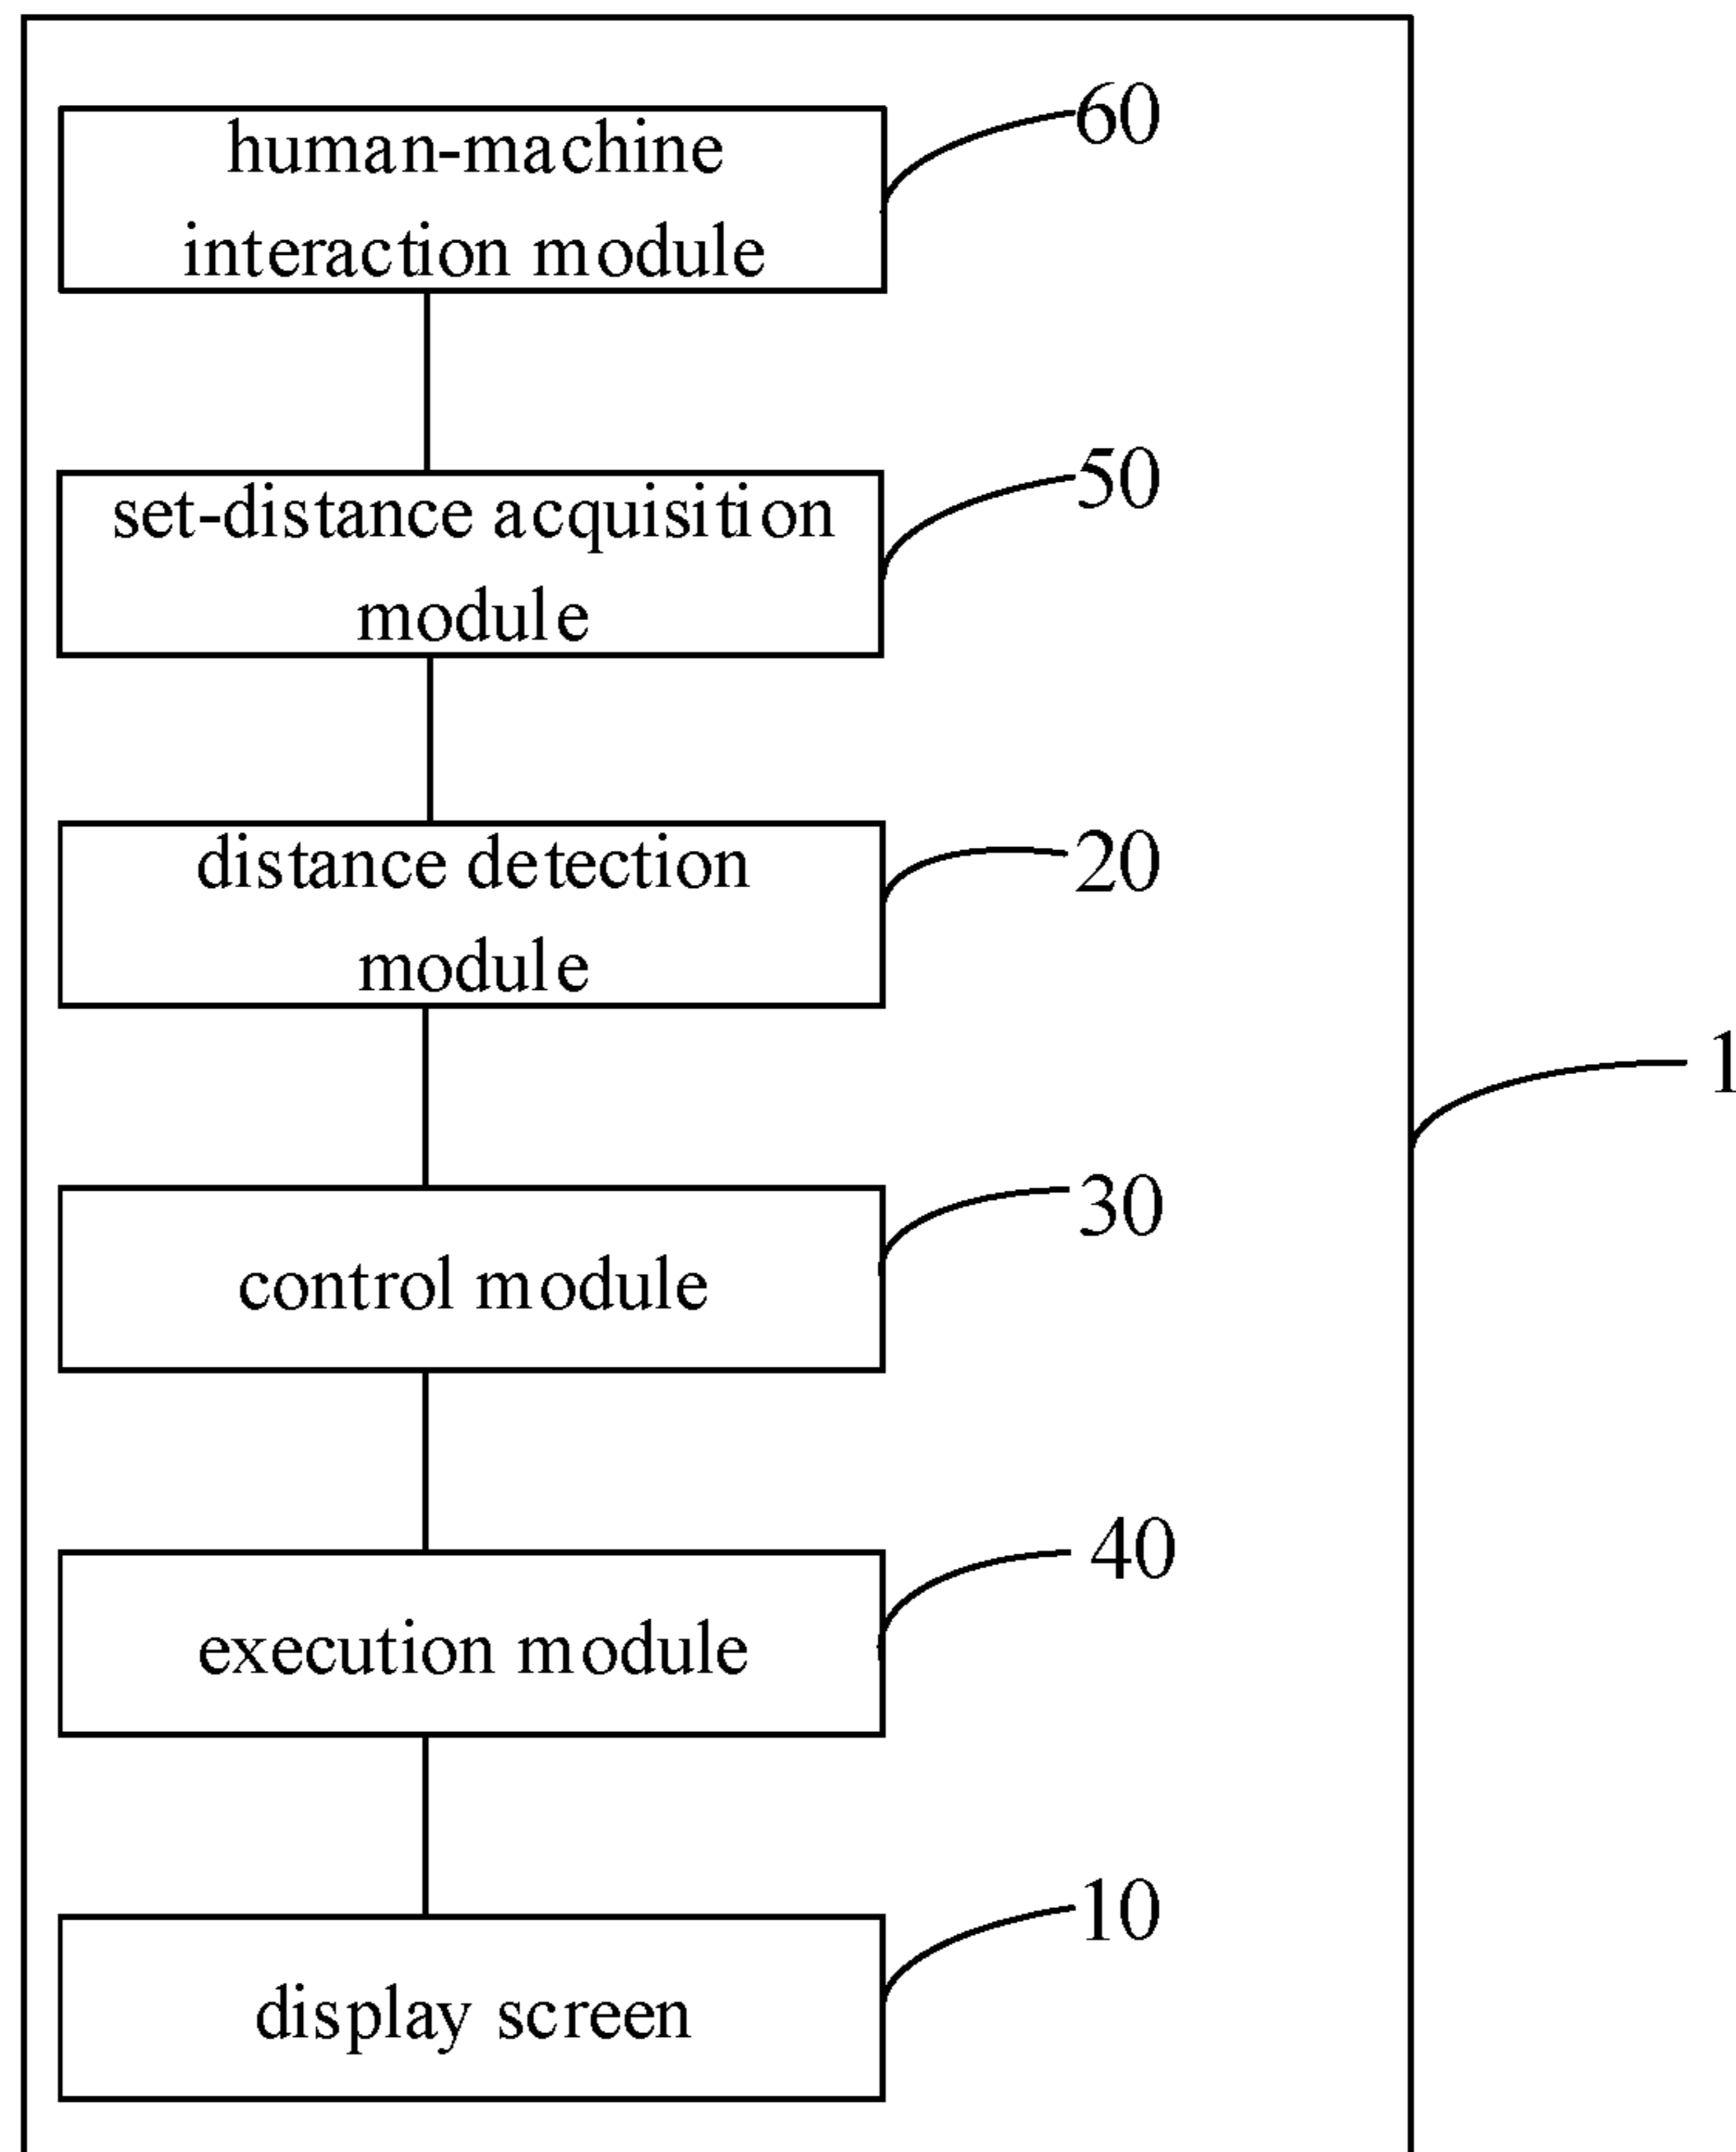 human-machine
interaction module
60
set-distance acquisition
module
50
distance detection
module
20
1
control module
30
execution module
40
display screen
10